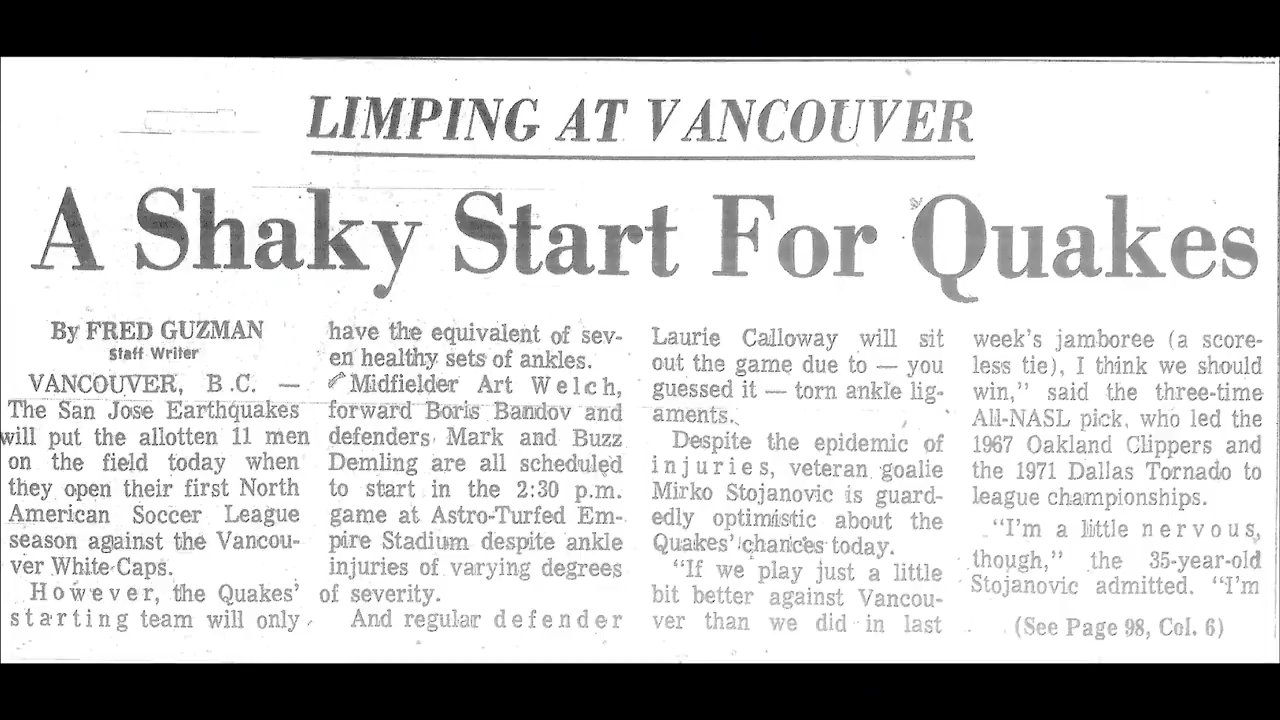 LIMPING AT VANCOUVER
A Shaky Start For Quakes
By FRED GUZMAN
Staff Writer
VANCOUVER, B.C. —
The San Jose Earthquakes
will put the allotten 11 men
on the field today when
they open their first North
American Soccer League
season against the Vancou-
ver White Caps.
However, the Quakes'
starting team will only
have the equivalent of sev-
en healthy sets of ankles.
Midfielder Art Welch,
forward Boris Bandov and
defenders Mark and Buzz
Demling are all scheduled
to start in the 2:30 p.m.
game at Astro-Turfed Em-
pire Stadium despite ankle
injuries of varying degrees
of severity.
And regular defender
Laurie Calloway will sit
out the game due to — you
guessed it — torn ankle lig-
aments.
Despite the epidemic of
injuries, veteran goalie
Mirko Stojanovic is guard-
edly optimistic about the
Quakes' chances today.
"If we play just a little
bit better against Vancou-
ver than we did in last
week's jamboree (a score-
less tie), I think we should
win," said the three-time
All-NASL pick, who led the
1967 Oakland Clippers and
the 1971 Dallas Tornado to
league championships.
"I'm a little nervous,
though," the 35-year-old
Stojanovic admitted. "I'm
(See Page 98, Col. 6)